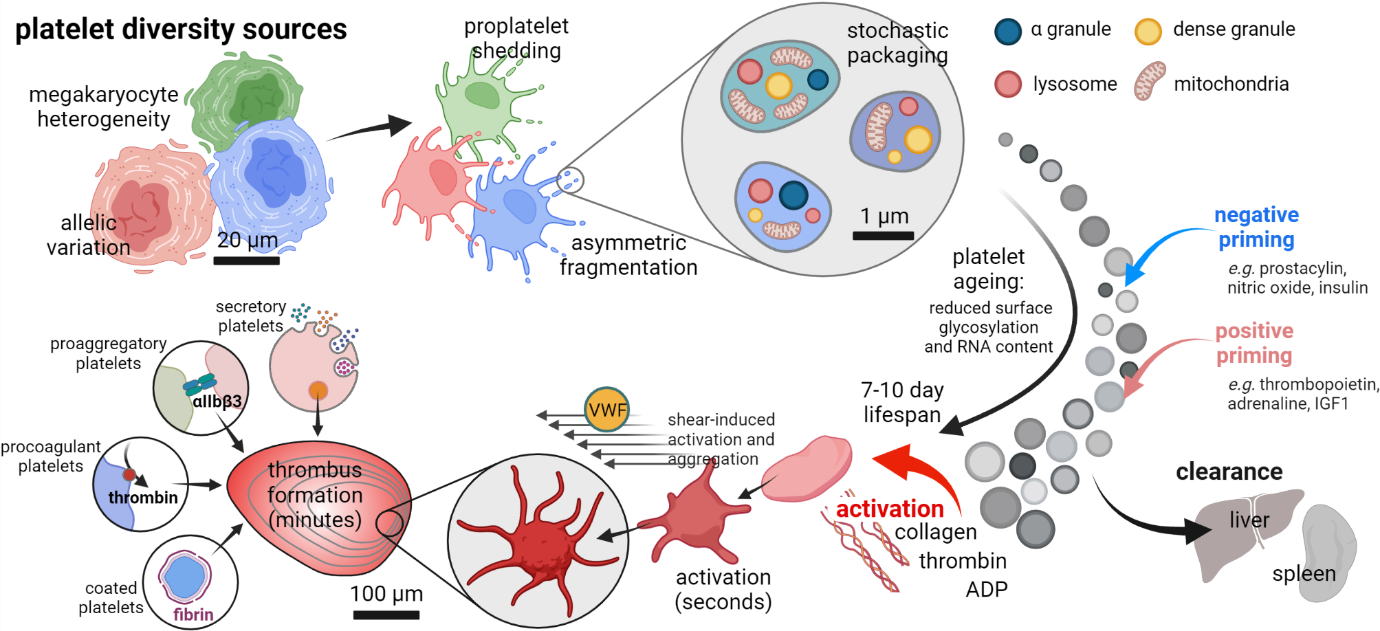 platelet diversity sources
megakaryocyte
heterogeneity
allelic
variation
20 μm
proplatelet
shedding
asymmetric
fragmentation
stochastic
packaging
1 μm
α granule
dense granule
lysosome
mitochondria
negative
priming
e.g. prostacylin,
nitric oxide, insulin
positive
priming
e.g. thrombopoietin,
adrenaline, IGF1
platelet
ageing:
reduced surface
glycosylation
and RNA content
7-10 day
lifespan
clearance
liver
spleen
activation
collagen
thrombin
ADP
shear-induced
activation and
aggregation
VWF
activation
(seconds)
secretory
platelets
proaggregatory
platelets
αIIbβ3
procoagulant
platelets
thrombin
coated
platelets
fibrin
thrombus
formation
(minutes)
100 μm